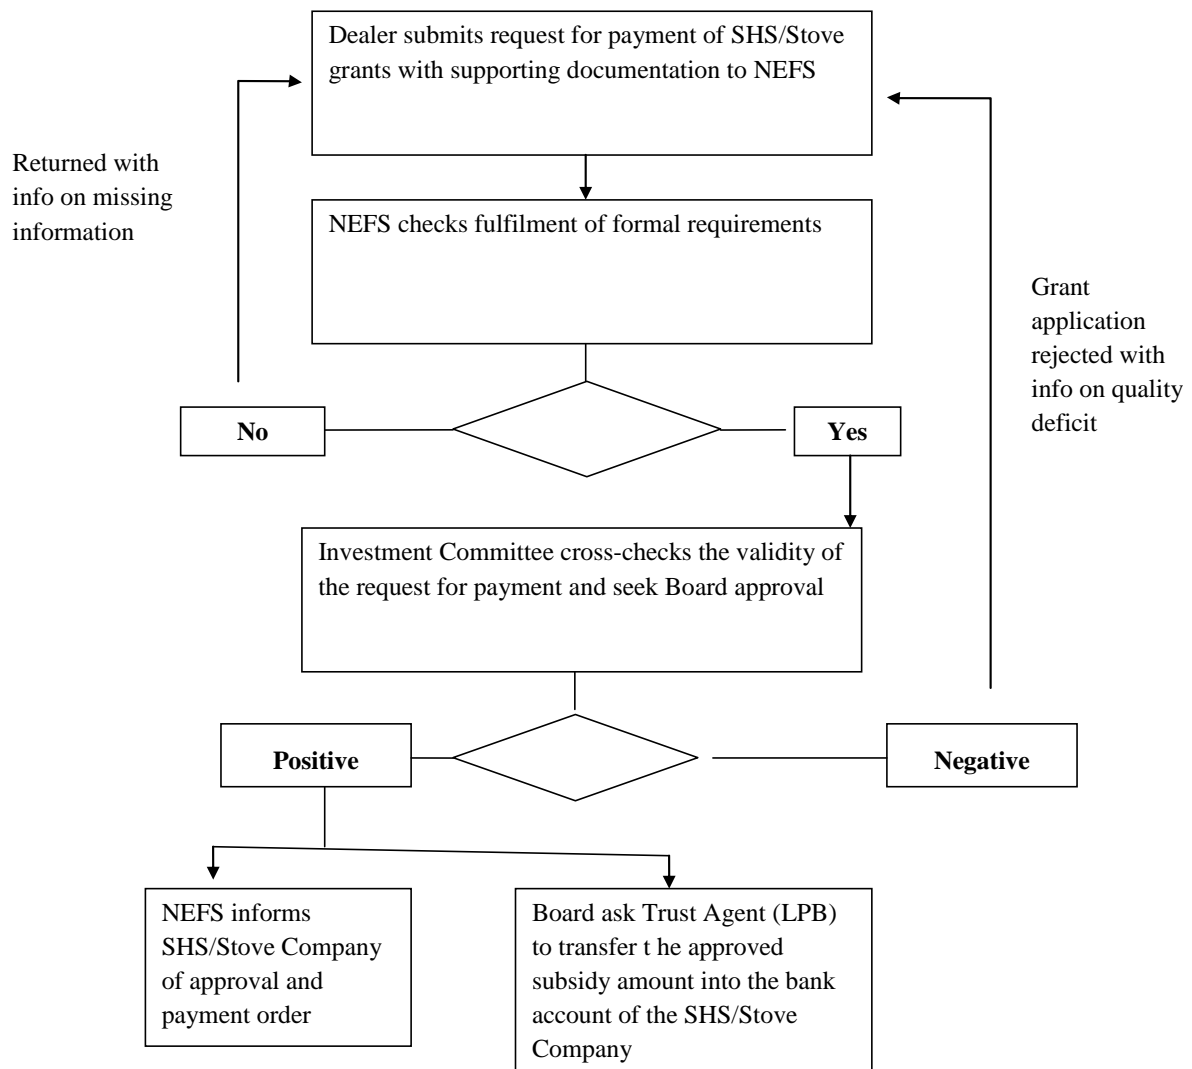 Dealer submits request for payment of SHS/Stove
grants with supporting documentation to NEFS
Returned with
info on missing
information
NEFS checks fulfilment of formal requirements
Grant
application
rejected with
info on quality
deficit
No
Yes
Investment Committee cross-checks the validity of
the request for payment and seek Board approval
Positive
Negative
NEFS informs
SHS/Stove Company
of approval and
payment order
Board ask Trust Agent (LPB)
to transfer t he approved
subsidy amount into the bank
account of the SHS/Stove
Company